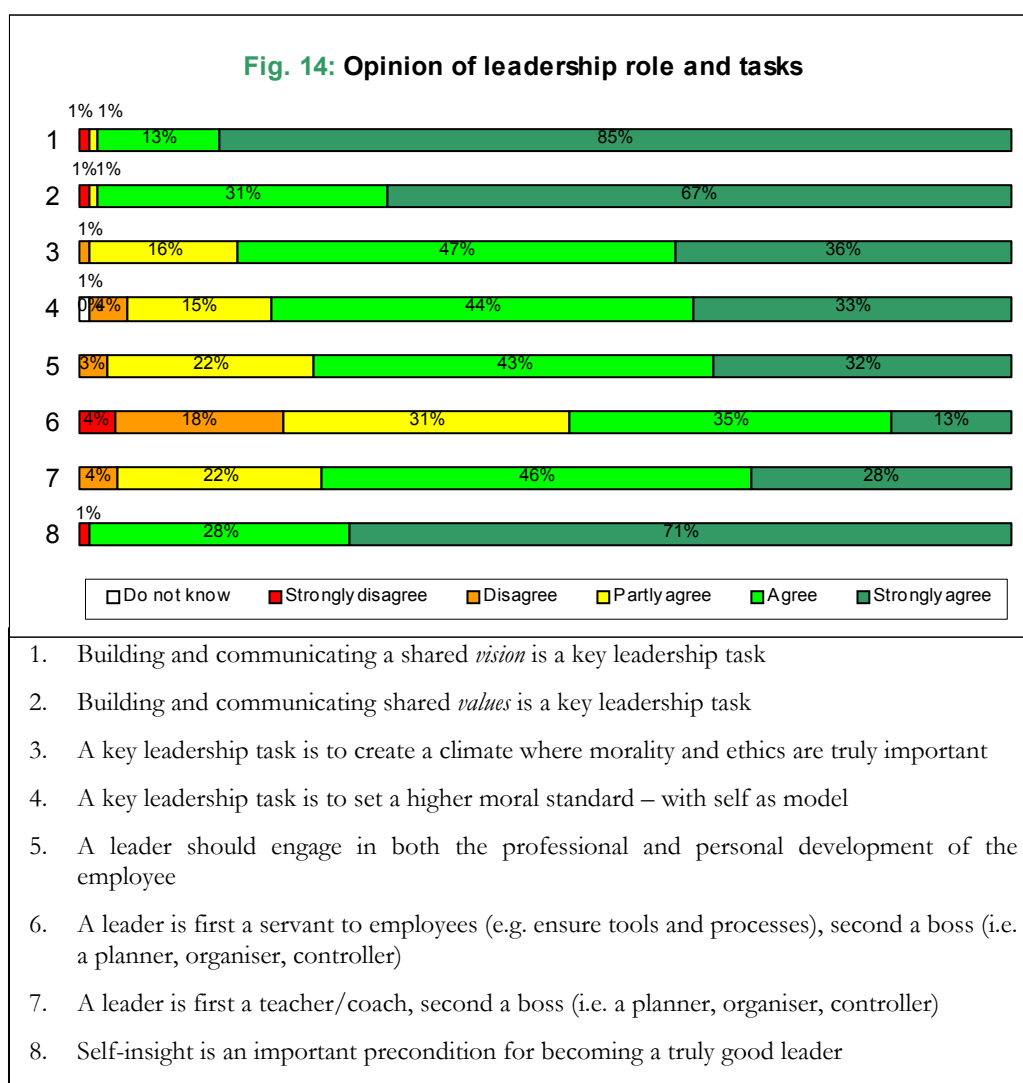 Fig. 14: Opinion of leadership role and tasks
1% 1%
1 13% 85%
1% 1%
2 31% 67%
1%
3 16% 47% 36%
1%
4 0% 4% 15% 44% 33%
5 3% 22% 43% 32%
6 4% 18% 31% 35% 13%
7 4% 22% 46% 28%
1%
8 28% 71%
Do not know Strongly disagree Disagree Partly agree Agree Strongly agree
1. Building and communicating a shared vision is a key leadership task
2. Building and communicating shared values is a key leadership task
3. A key leadership task is to create a climate where morality and ethics are truly important
4. A key leadership task is to set a higher moral standard – with self as model
5. A leader should engage in both the professional and personal development of the
employee
6. A leader is first a servant to employees (e.g. ensure tools and processes), second a boss (i.e.
a planner, organiser, controller)
7. A leader is first a teacher/coach, second a boss (i.e. a planner, organiser, controller)
8. Self-insight is an important precondition for becoming a truly good leader